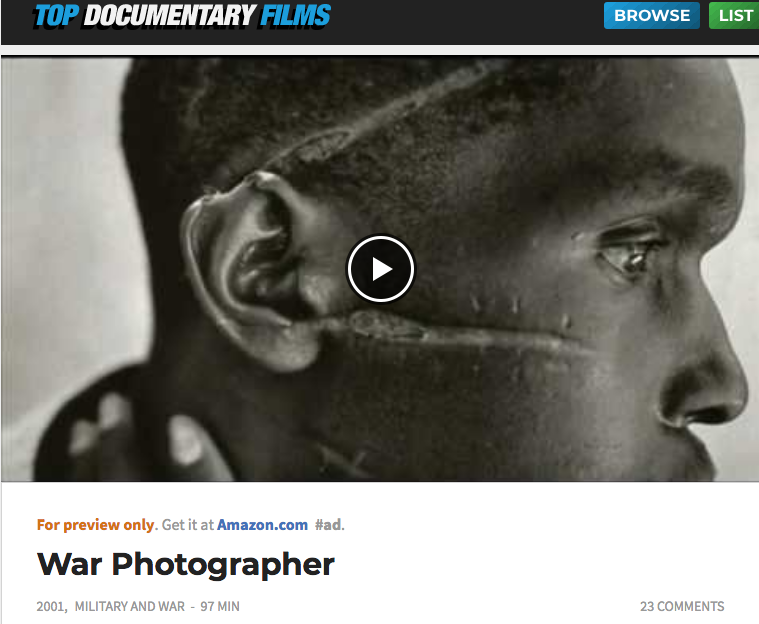 TOP DOCUMENTARY FILMS
BROWSE
LIST
For preview only. Get it at Amazon.com #ad.
War Photographer
2001, MILITARY AND WAR - 97 MIN
23 COMMENTS